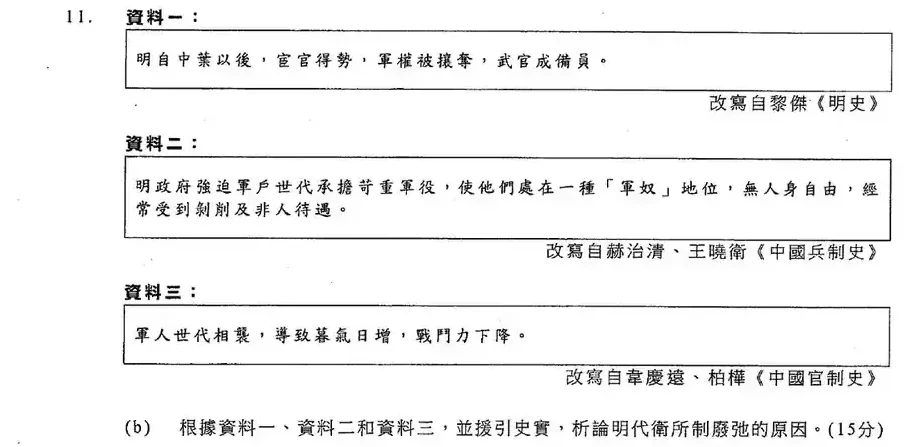 11. 資料一：
明自中葉以後，宦官得勢，軍權被攘奪，武官成備員。
改寫自黎傑《明史》
資料二：
明政府強迫軍戶世代承擔苛重軍役，使他們處在一種「軍奴」地位，無人身自由，經
常受到剝削及非人待遇。
改寫自赫治清、王曉衛《中國兵制史》
資料三：
軍人世代相襲，導致暮氣日增，戰鬥力下降。
改寫自韋慶遠、柏樺《中國官制史》
(b) 根據資料一、資料二和資料三，並援引史實，析論明代衛所制廢弛的原因。(15分)